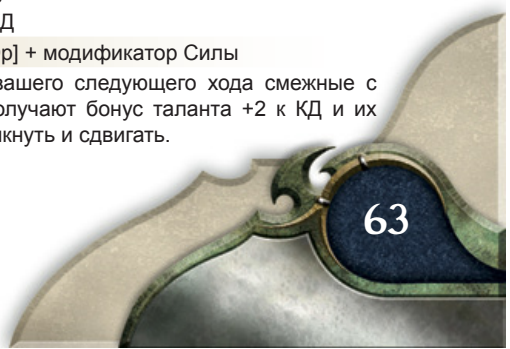 Д
р] + модификатор Силы
вашего следующего хода смежные с
олучают бонус таланта +2 к КД и их
кнуть и сдвигать.
63